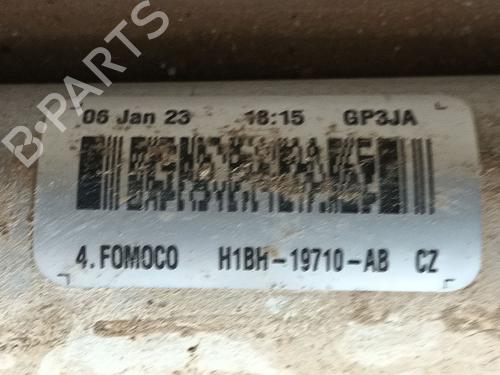 B-PARTS
06 Jan 23 18:15 GP3JA
4. FOMOCO H1BH-19710-AB CZ